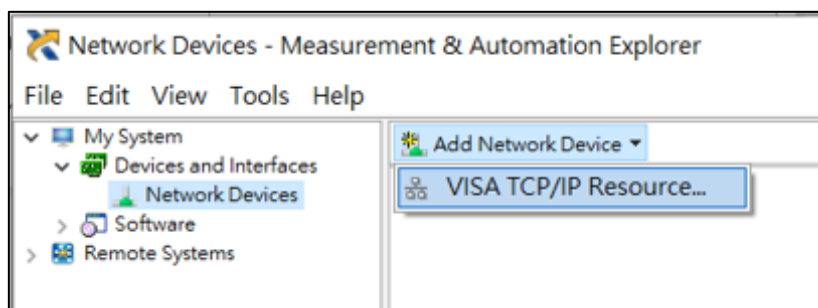 Network Devices - Measurement & Automation Explorer
File Edit View Tools Help
My System
Devices and Interfaces
Network Devices
Software
Remote Systems
Add Network Device
VISA TCP/IP Resource...